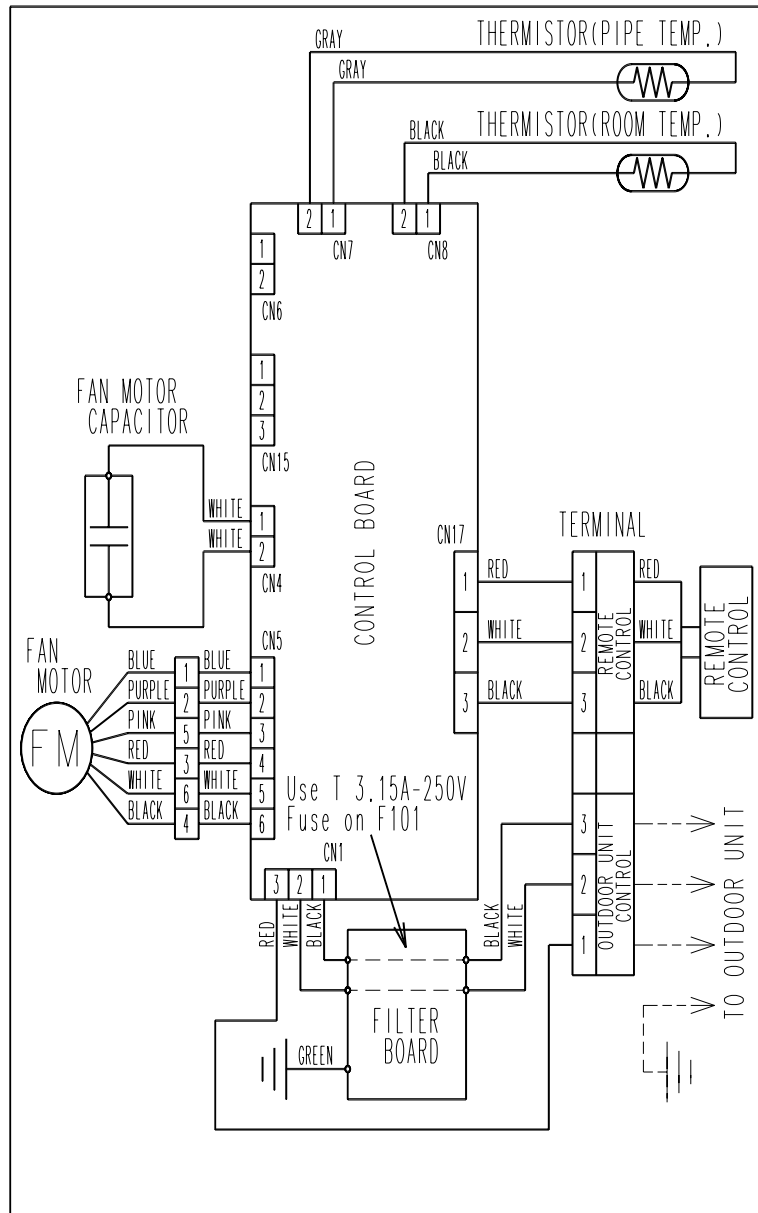 GRAY
THERMISTOR(PIPE TEMP.)
GRAY
THERMISTOR(ROOM TEMP.)
BLACK
BLACK
2 1
CN7
2 1
CN8
1
2
CN6
FAN MOTOR
CAPACITOR
1
2
3
CN15
CONTROL BOARD
WHITE
1
WHITE
2
CN4
CN17
TERMINAL
1
RED
1
RED
2
WHITE
2
WHITE
3
BLACK
3
BLACK
REMOTE
CONTROL
REMOTE
CONTROL
FAN
MOTOR
FM
CN5
BLUE 1 BLUE 1
PURPLE 2 PURPLE 2
PINK 5 PINK 3
RED 3 RED 4
WHITE 6 WHITE 5
BLACK 4 BLACK 6
Use T 3.15A-250V
Fuse on F101
CN1
3 2 1
RED
WHITE
BLACK
BLACK
WHITE
3
2
1
OUTDOOR UNIT
CONTROL
TO OUTDOOR UNIT
FILTER
BOARD
GREEN